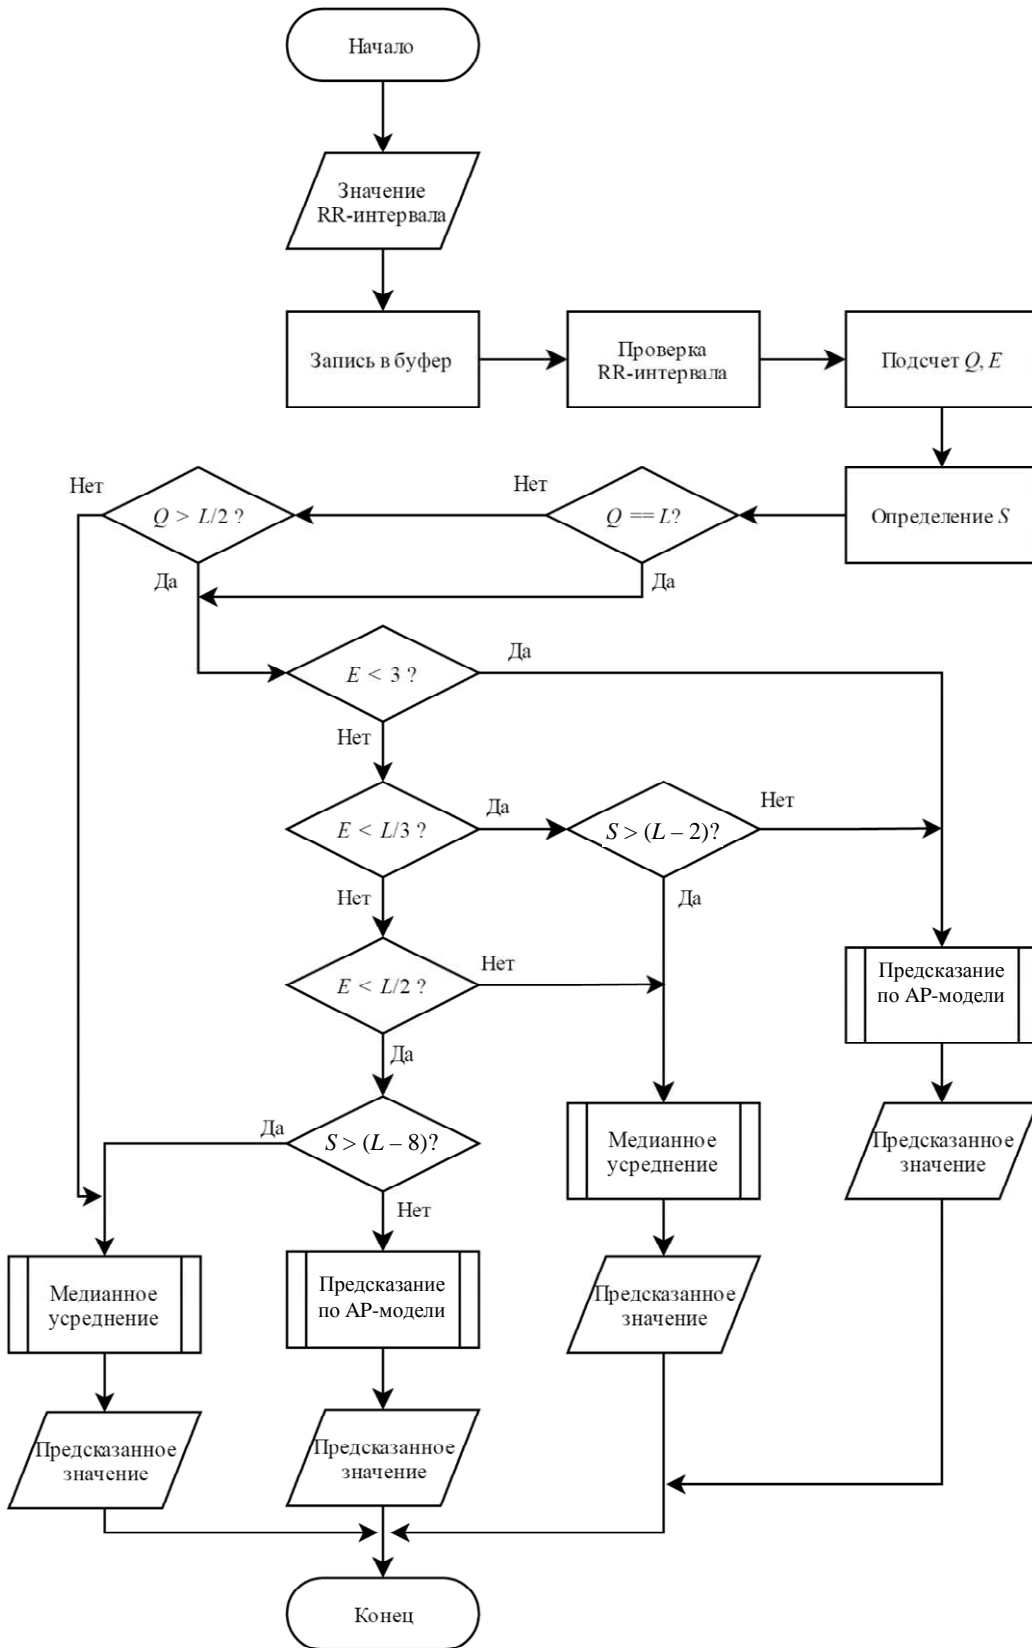 Начало
Значение
RR-интервала
Запись в буфер
Проверка
RR-интервала
Подсчет Q, E
Нет
Q > L/2 ?
Да
Нет
Q == L?
Да
Определение S
E < 3 ?
Да
Нет
E < L/3 ?
Да
S > (L – 2)?
Нет
Нет
Да
E < L/2 ?
Нет
Предсказание
по АР-модели
Да
Да
S > (L – 8)?
Медианное
усреднение
Предсказанное
значение
Нет
Медианное
усреднение
Предсказание
по АР-модели
Предсказанное
значение
Предсказанное
значение
Предсказанное
значение
Конец